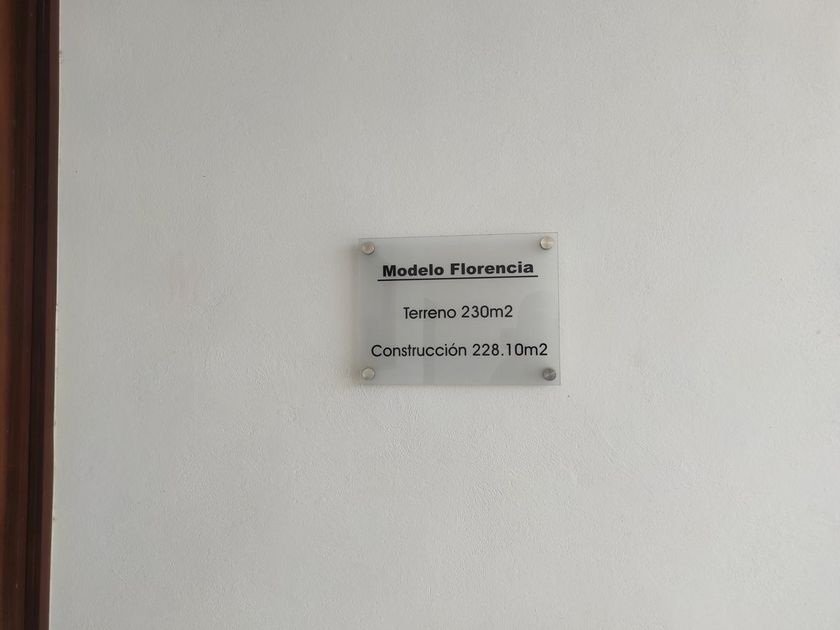 Modelo Florencia
Terreno 230m2
Construcción 228.10m2